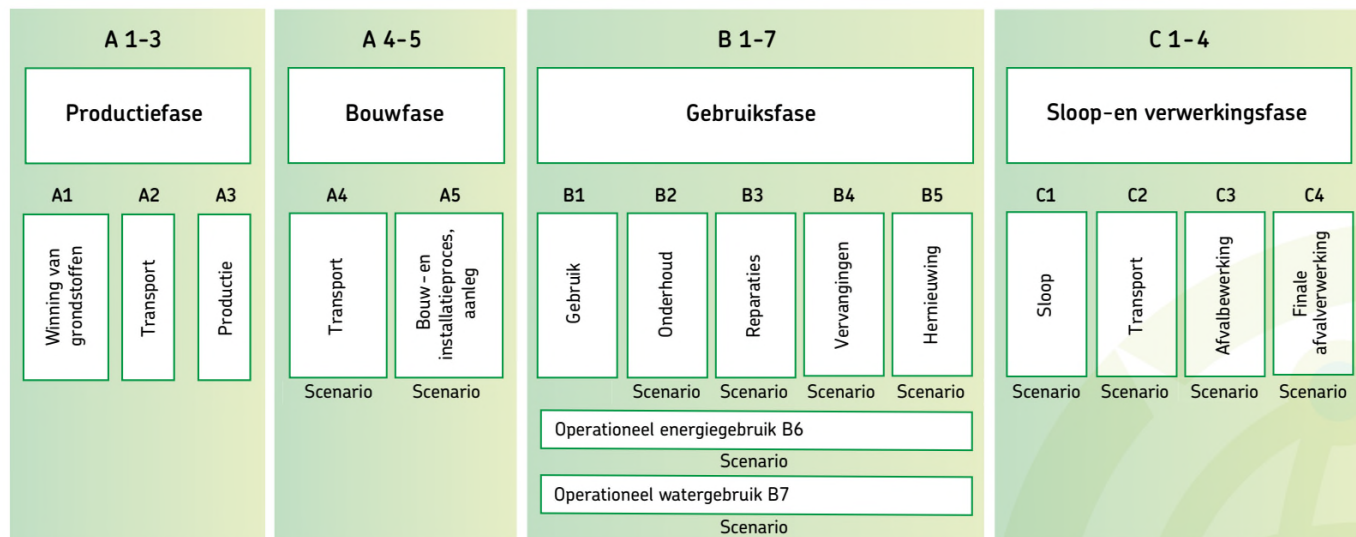 A 1-3
Productiefase
A1
A2
A3
Winning van
grondstoffen
Transport
Productie
A 4-5
Bouwfase
A4
A5
Transport
Bouw- en
installatieproces,
aanleg
Scenario
Scenario
B 1-7
Gebruiksfase
B1
B2
B3
B4
B5
Gebruik
Onderhoud
Reparaties
Vervangingen
Hernieuwing
Scenario
Scenario
Scenario
Scenario
Operationeel energiegebruik B6
Scenario
Operationeel watergebruik B7
Scenario
C 1-4
Sloop-en verwerkingsfase
C1
C2
C3
C4
Sloop
Transport
Afvalbewerking
Finale
afvalverwerking
Scenario
Scenario
Scenario
Scenario